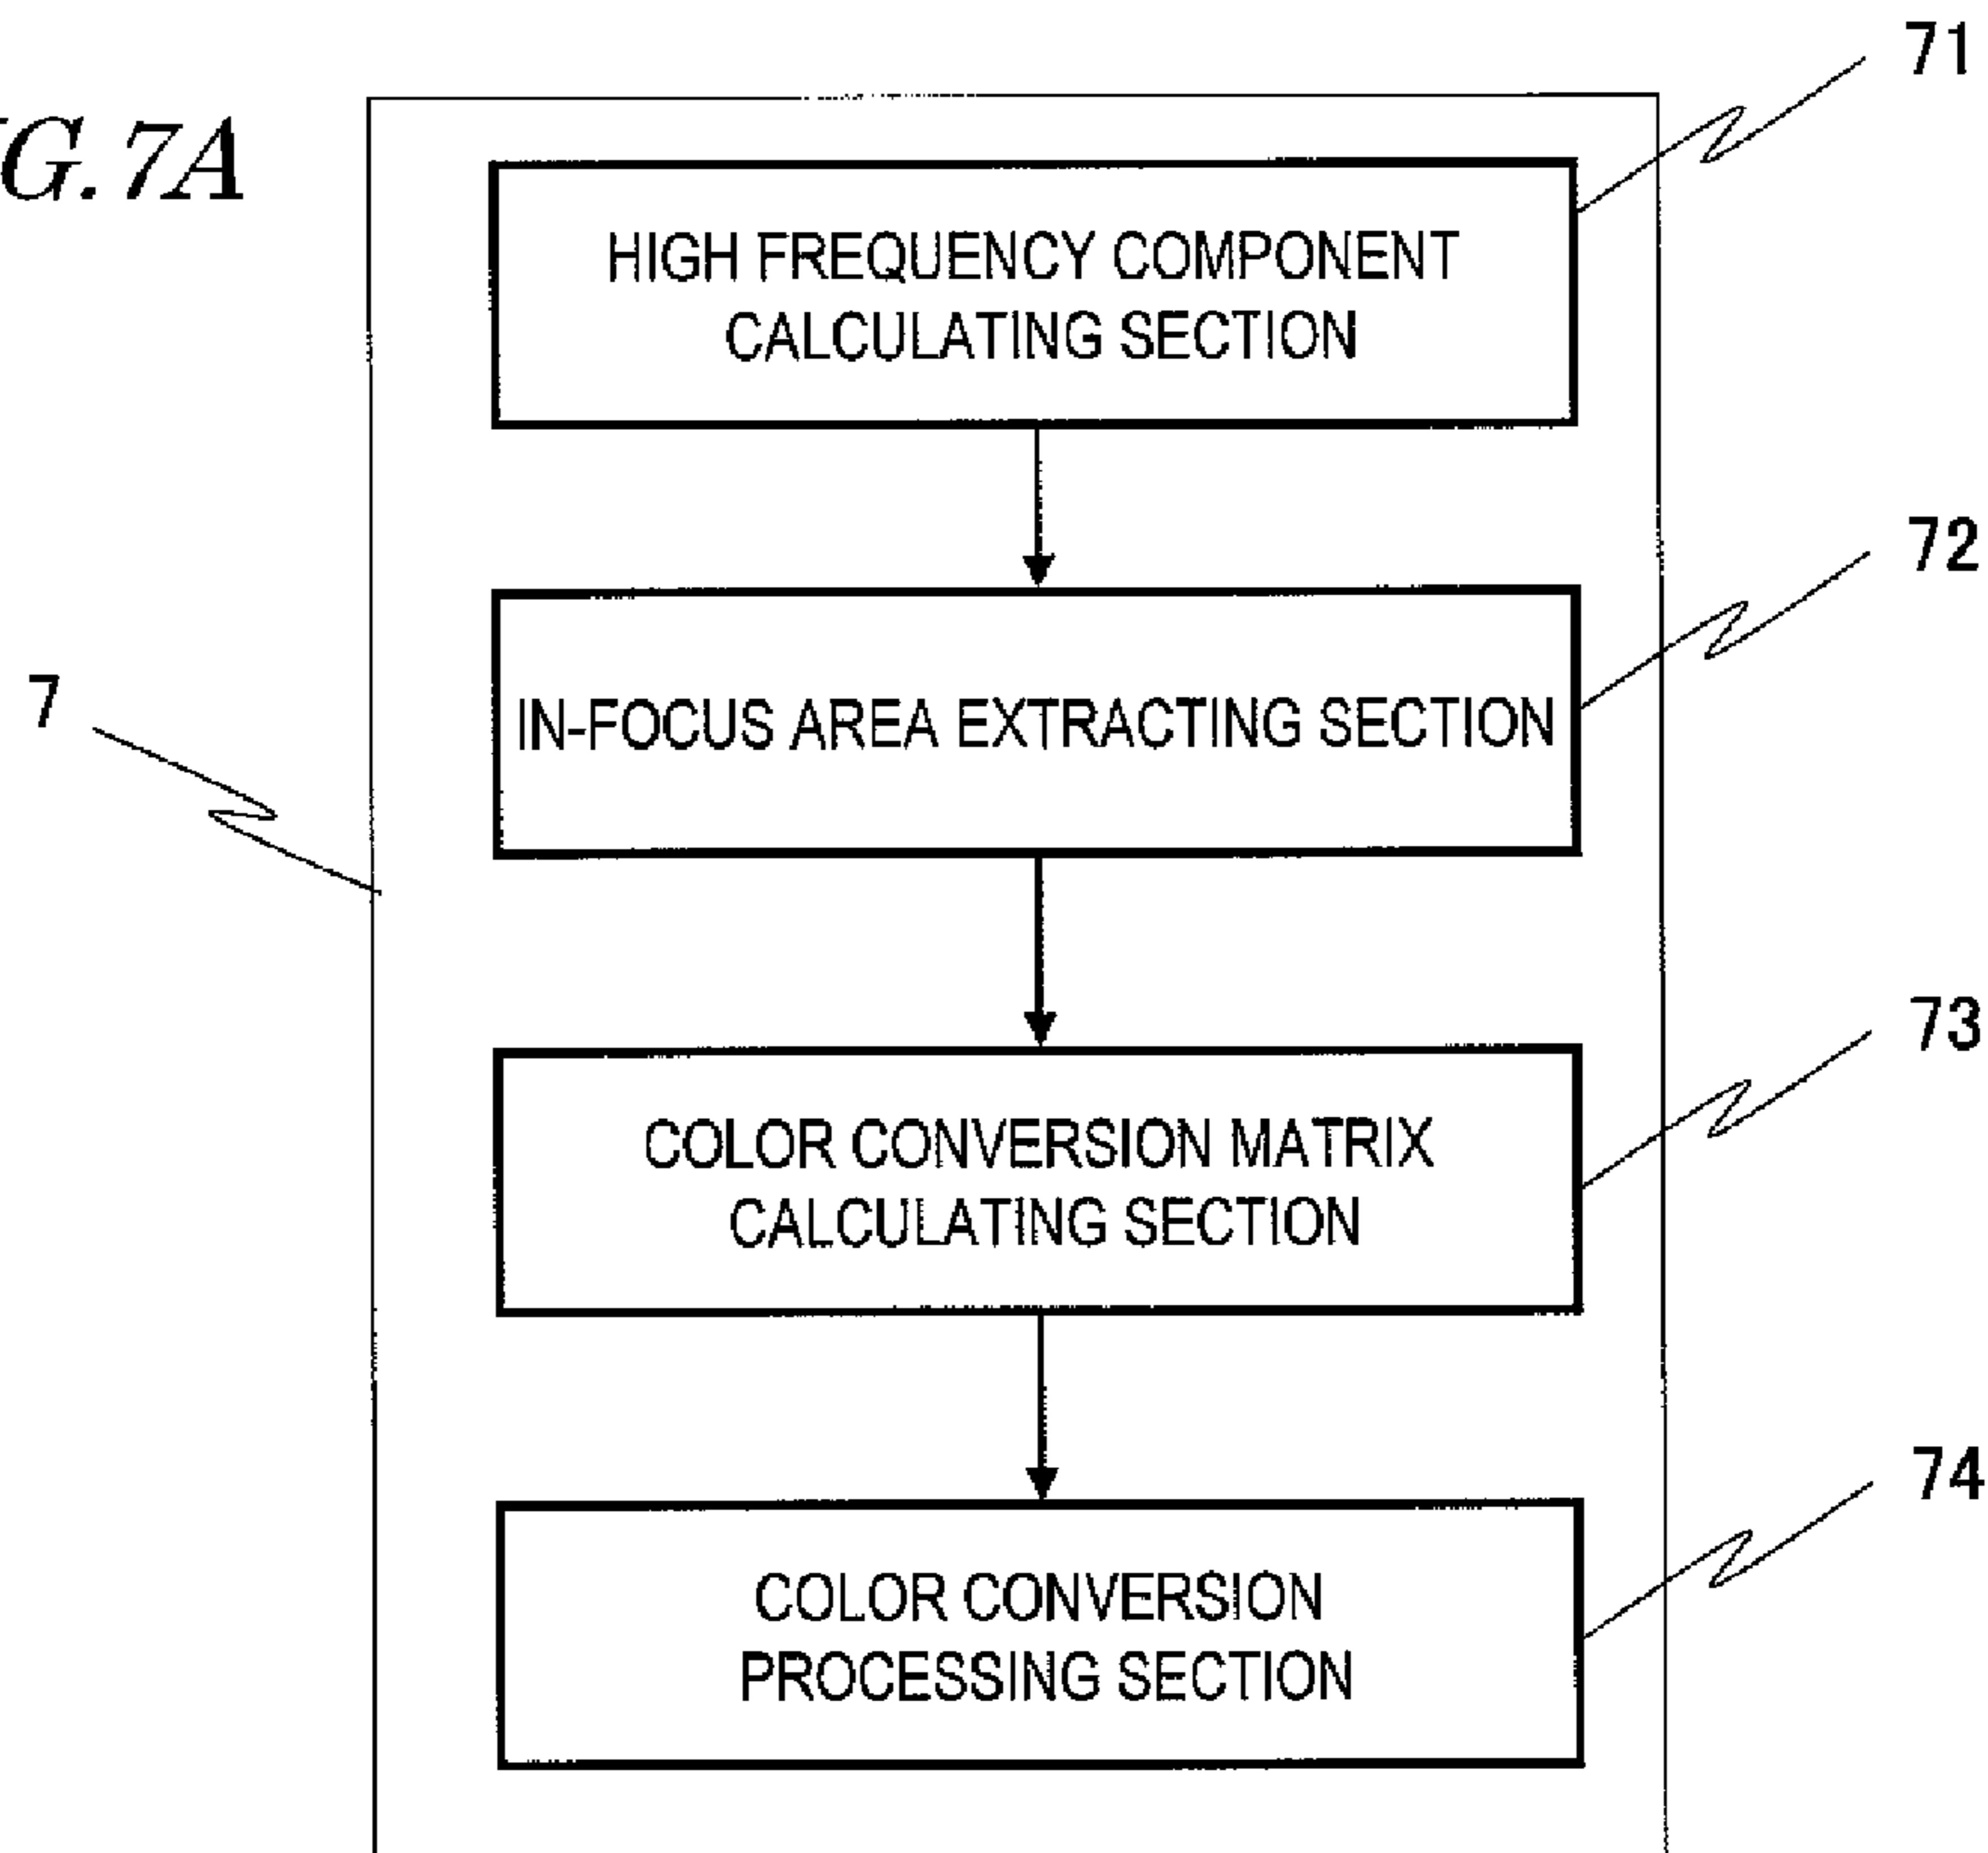 G. 7A
71
HIGH FREQUENCY COMPONENT
CALCULATING SECTION
72
IN-FOCUS AREA EXTRACTING SECTION
7
73
COLOR CONVERSION MATRIX
CALCULATING SECTION
74
COLOR CONVERSION
PROCESSING SECTION